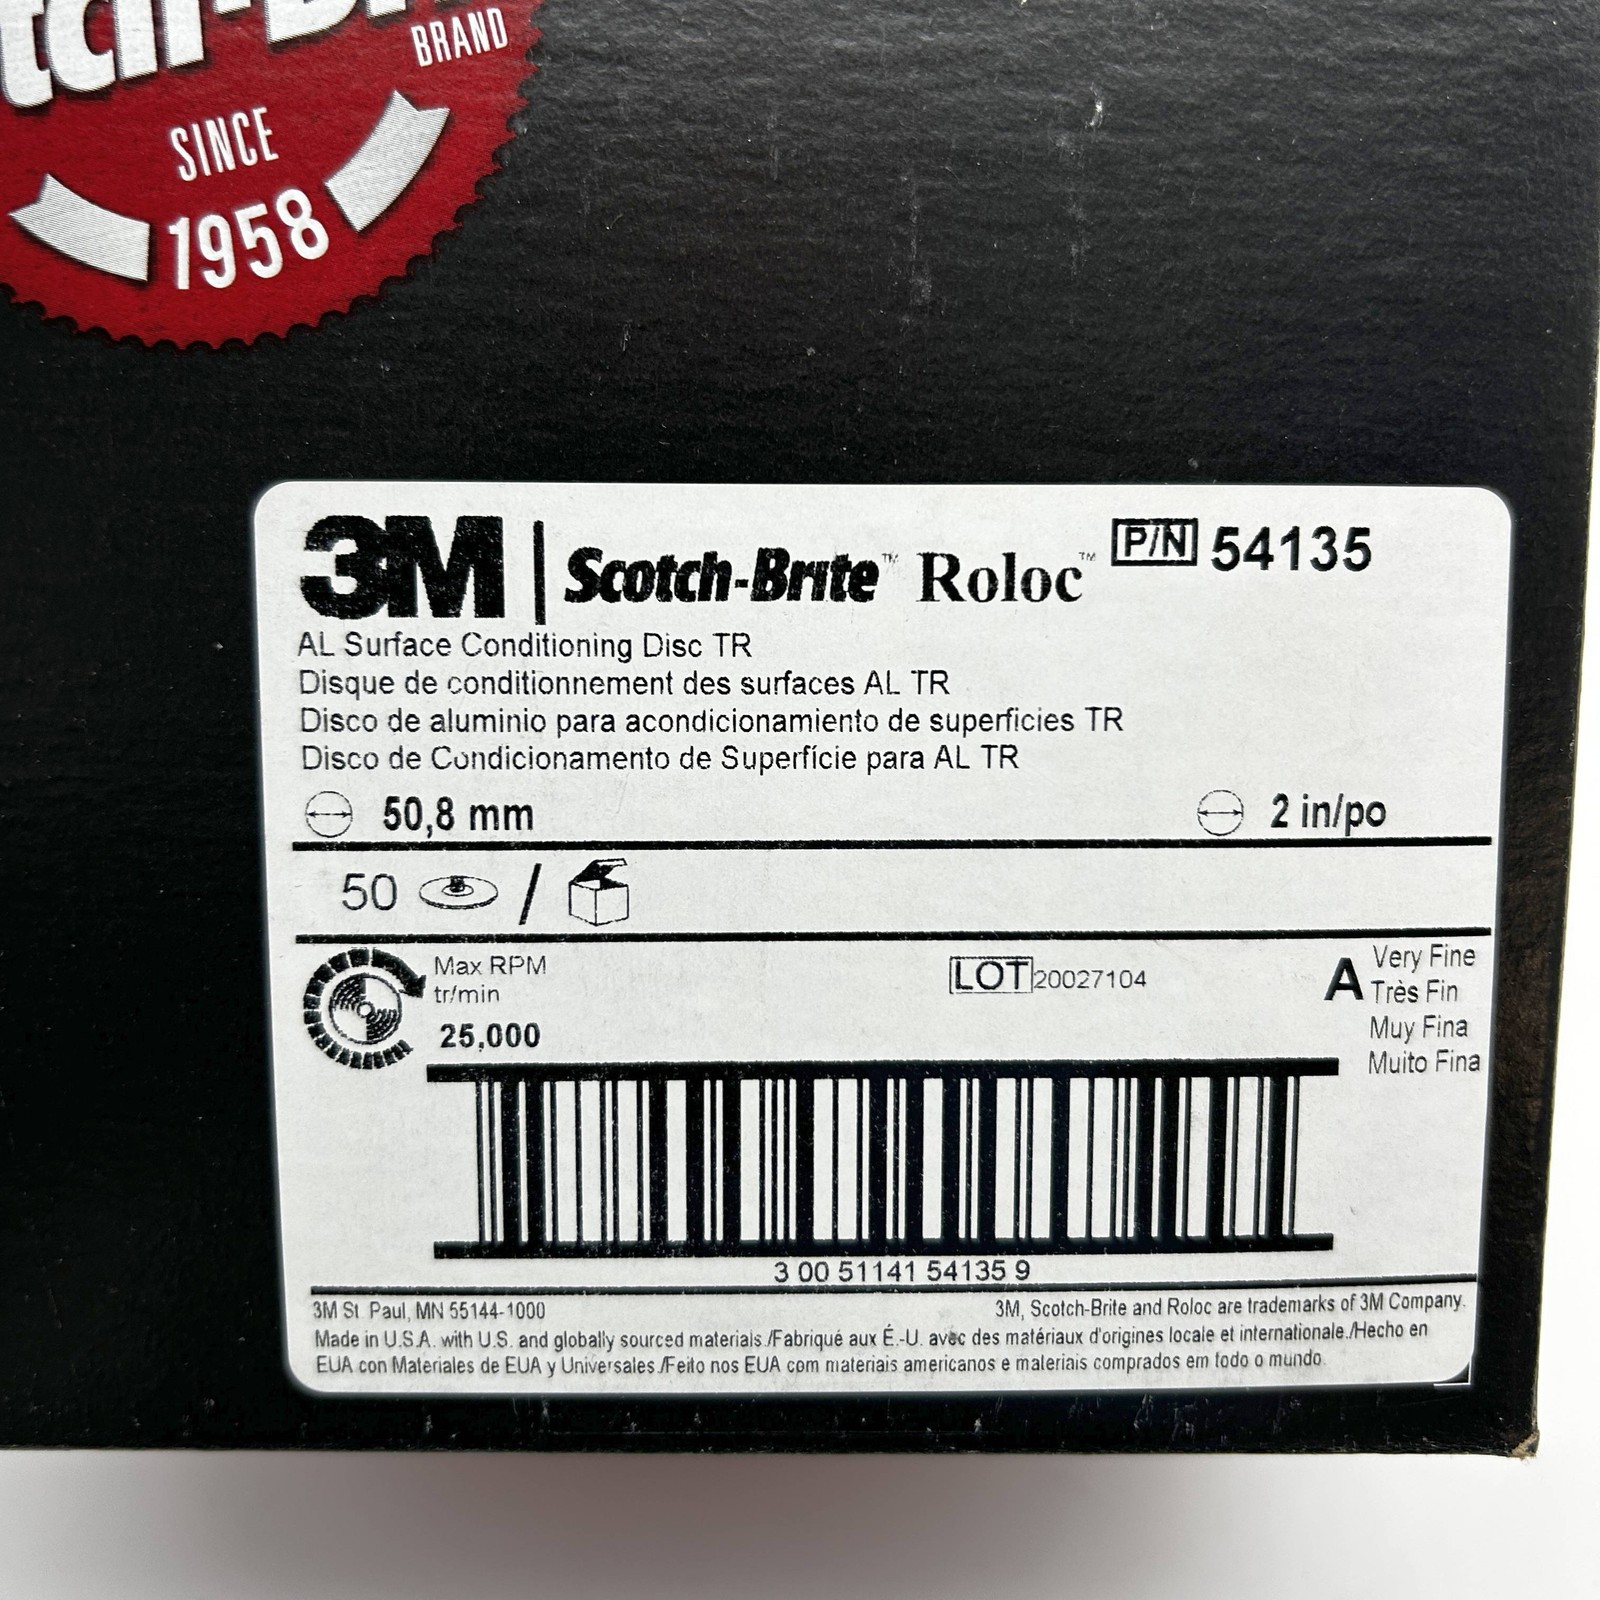 BRAND
SINCE
1958
3M Scotch-Brite™ Roloc™ P/N 54135
AL Surface Conditioning Disc TR
Disque de conditionnement des surfaces AL TR
Disco de aluminio para acondicionamiento de superficies TR
Disco de Condicionamento de Superfície para AL TR
50,8 mm 2 in/po
50 /
Max RPM
tr/min
25,000
LOT 20027104
A Very Fine
Très Fin
Muy Fina
Muito Fina
3 00 51141 54135 9
3M St. Paul, MN 55144-1000 3M, Scotch-Brite and Roloc are trademarks of 3M Company.
Made in U.S.A. with U.S. and globally sourced materials./Fabriqué aux É.-U. avec des matériaux d'origines locale et internationale./Hecho en
EUA con Materiales de EUA y Universales./Feito nos EUA com materiais americanos e materiais comprados em todo o mundo.